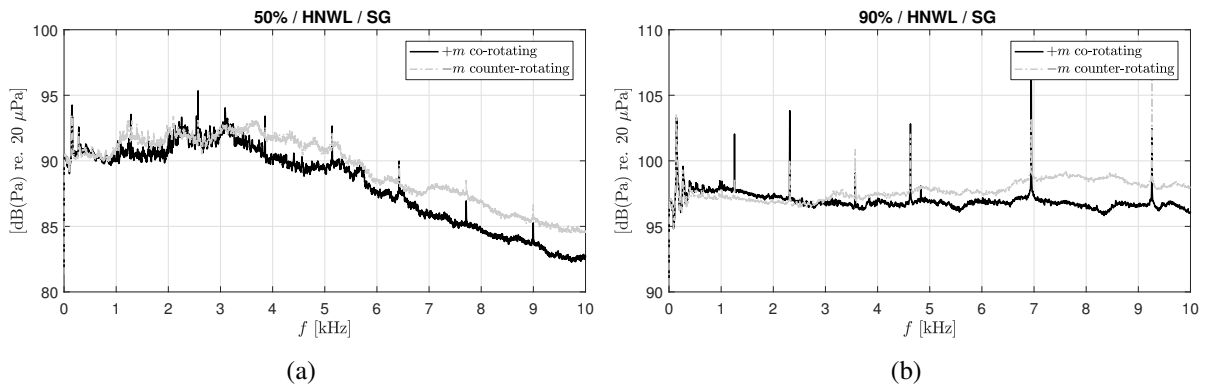 50% / HNWL / SG
[dB(Pa) re. 20 μPa)
100
95
90
85
80
+m co-rotating
−m counter-rotating
0 1 2 3 4 5 6 7 8 9 10
f [kHz]
(a)
90% / HNWL / SG
[dB(Pa) re. 20 μPa)
110
105
100
95
90
+m co-rotating
−m counter-rotating
0 1 2 3 4 5 6 7 8 9 10
f [kHz]
(b)